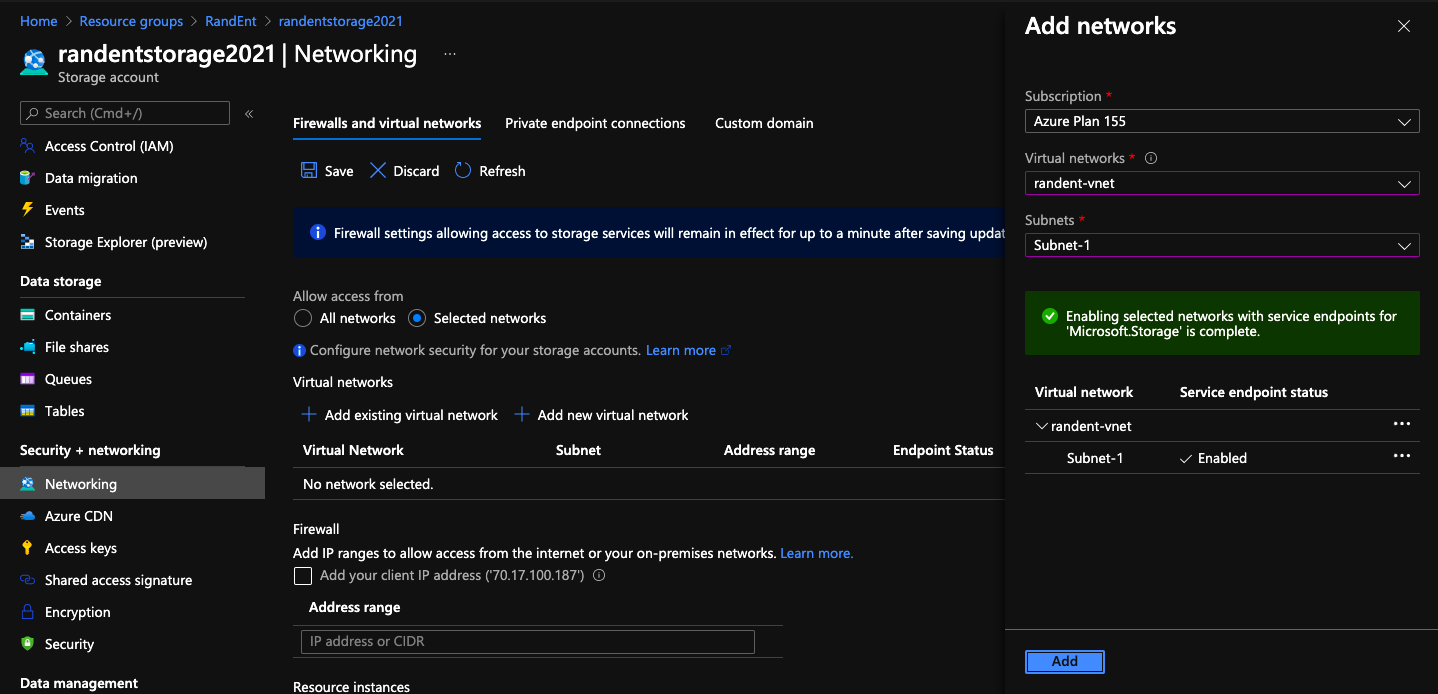 Home > Resource groups > RandEnt > randentstorage2021
randentstorage2021 | Networking ...
Storage account
Search (Cmd+/) «
Access Control (IAM)
Data migration
Events
Storage Explorer (preview)
Data storage
Containers
File shares
Queues
Tables
Security + networking
Networking
Azure CDN
Access keys
Shared access signature
Encryption
Security
Data management
Firewalls and virtual networks Private endpoint connections Custom domain
Save Discard Refresh
Firewall settings allowing access to storage services will remain in effect for up to a minute after saving updat
Allow access from
All networks Selected networks
Configure network security for your storage accounts. Learn more
Virtual networks
+ Add existing virtual network + Add new virtual network
Virtual Network Subnet Address range Endpoint Status
No network selected.
Firewall
Add IP ranges to allow access from the internet or your on-premises networks. Learn more.
Add your client IP address ('70.17.100.187')
Address range
IP address or CIDR
Resource instances
Add networks
Subscription *
Azure Plan 155
Virtual networks *
randent-vnet
Subnets *
Subnet-1
Enabling selected networks with service endpoints for
'Microsoft.Storage' is complete.
Virtual network Service endpoint status
randent-vnet ...
Subnet-1 Enabled ...
Add